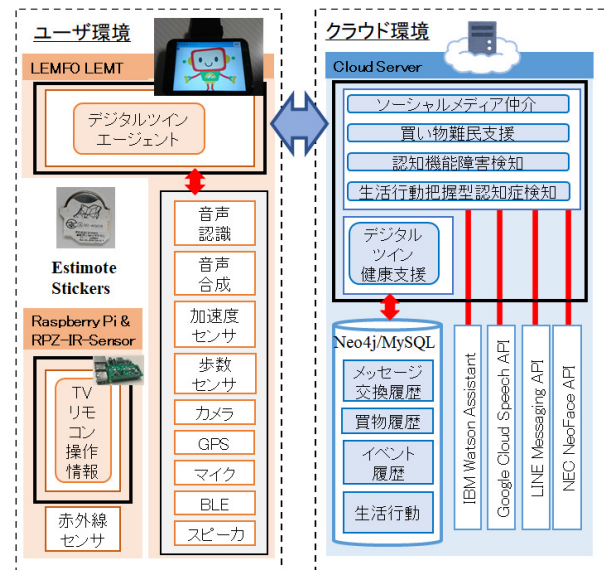 ユーザ環境
LEMFO LEMT
デジタルツイン
エージェント
Estimote
Stickers
Raspberry Pi &
RPZ-IR-Sensor
TV
リモ
コン
操作
情報
赤外線
センサ
音声
認識
音声
合成
加速度
センサ
歩数
センサ
カメラ
GPS
マイク
BLE
スピーカ
クラウド環境
Cloud Server
ソーシャルメディア仲介
買い物難民支援
認知機能障害検知
生活行動把握型認知症検知
デジタル
ツイン
健康支援
Neo4j/MySQL
メッセージ
交換履歴
買物履歴
イベント
履歴
生活行動
IBM Watson Assistant
Google Cloud Speech API
LINE Messaging API
NEC NeoFace API